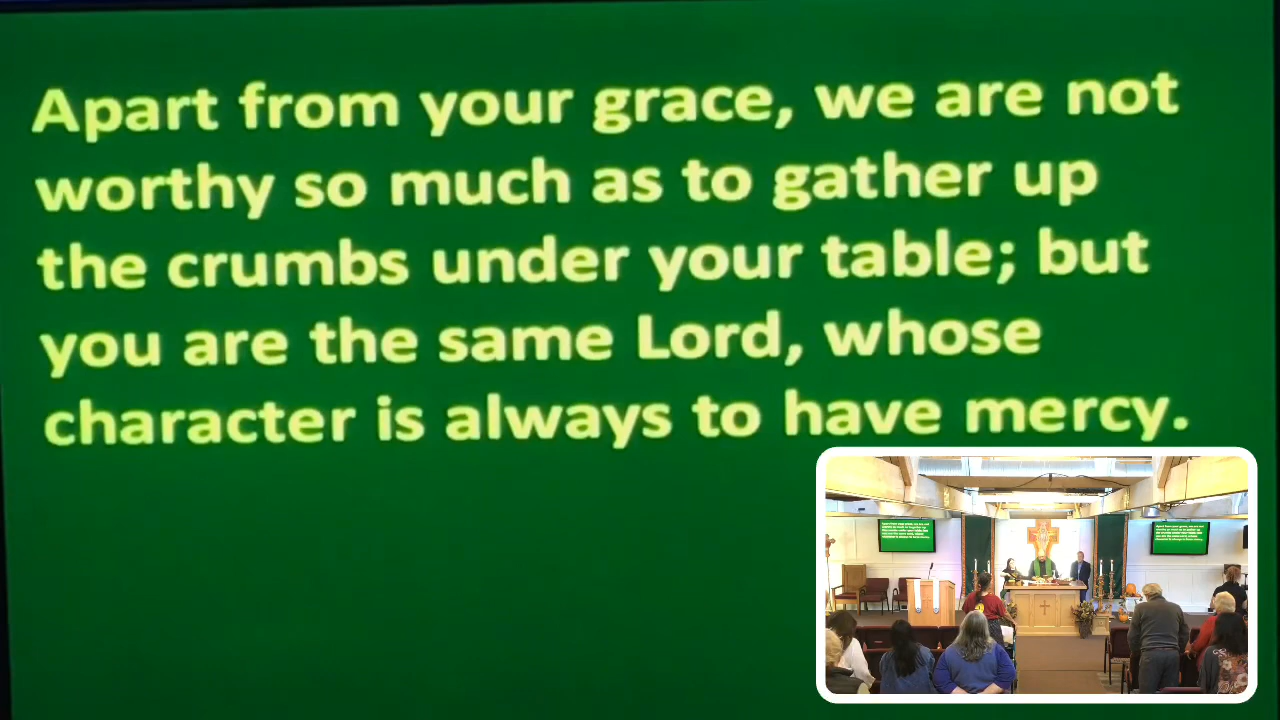 Apart from your grace, we are not
worthy so much as to gather up
the crumbs under your table; but
you are the same Lord, whose
character is always to have mercy.